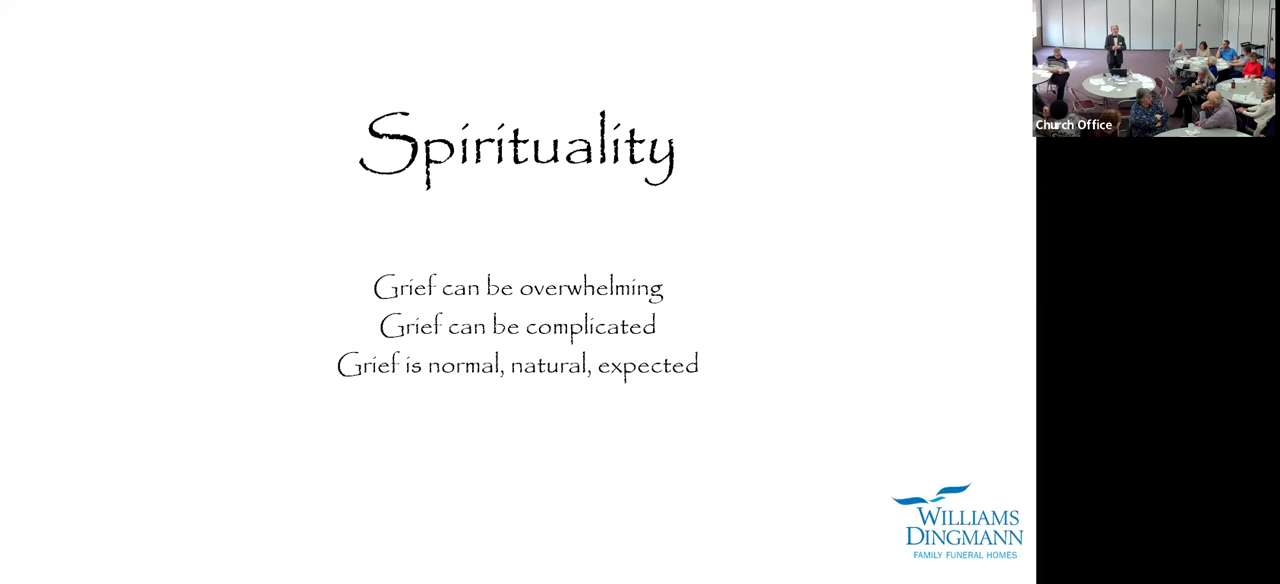 Spirituality
Grief can be overwhelming
Grief can be complicated
Grief is normal, natural, expected
WILLIAMS
DINGMANN
FAMILY FUNERAL HOMES
Church Office